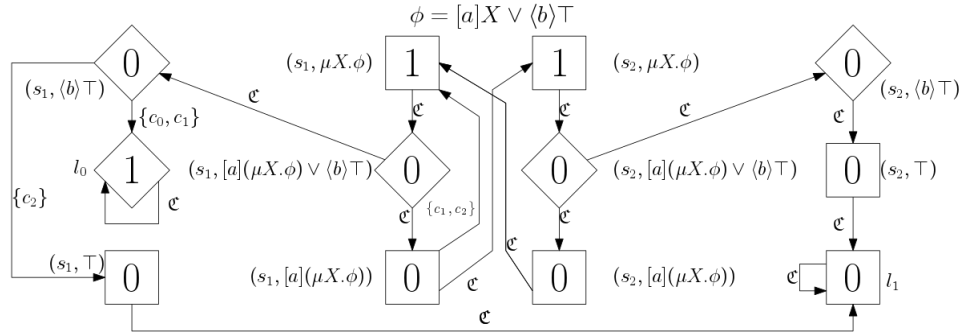 ϕ = [a]X ∨ ⟨b⟩⊤
0
(s₁, ⟨b⟩⊤)
(s₁, μX.ϕ)
1
1
(s₂, μX.ϕ)
0
(s₂, ⟨b⟩⊤)
ℭ
ℭ
ℭ
ℭ
ℭ
{c₀, c₁}
l₀
1
ℭ
(s₁, [a](μX.ϕ) ∨ ⟨b⟩⊤)
0
0
(s₂, [a](μX.ϕ) ∨ ⟨b⟩⊤)
0
(s₂, ⊤)
{c₂}
ℭ
{c₁, c₂}
ℭ
ℭ
ℭ
(s₁, ⊤)
0
(s₁, [a](μX.ϕ))
0
ℭ
0
(s₂, [a](μX.ϕ))
ℭ
0
l₁
ℭ